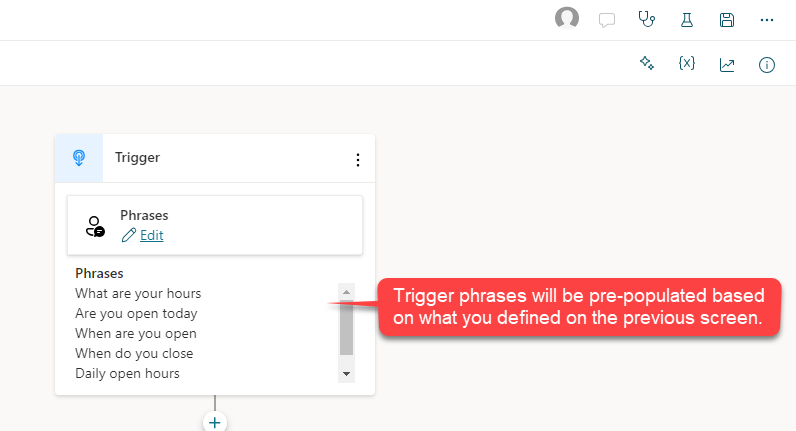 {x}
Trigger
Phrases
Edit
Phrases
What are your hours
Are you open today
When are you open
When do you close
Daily open hours
Trigger phrases will be pre-populated based
on what you defined on the previous screen.